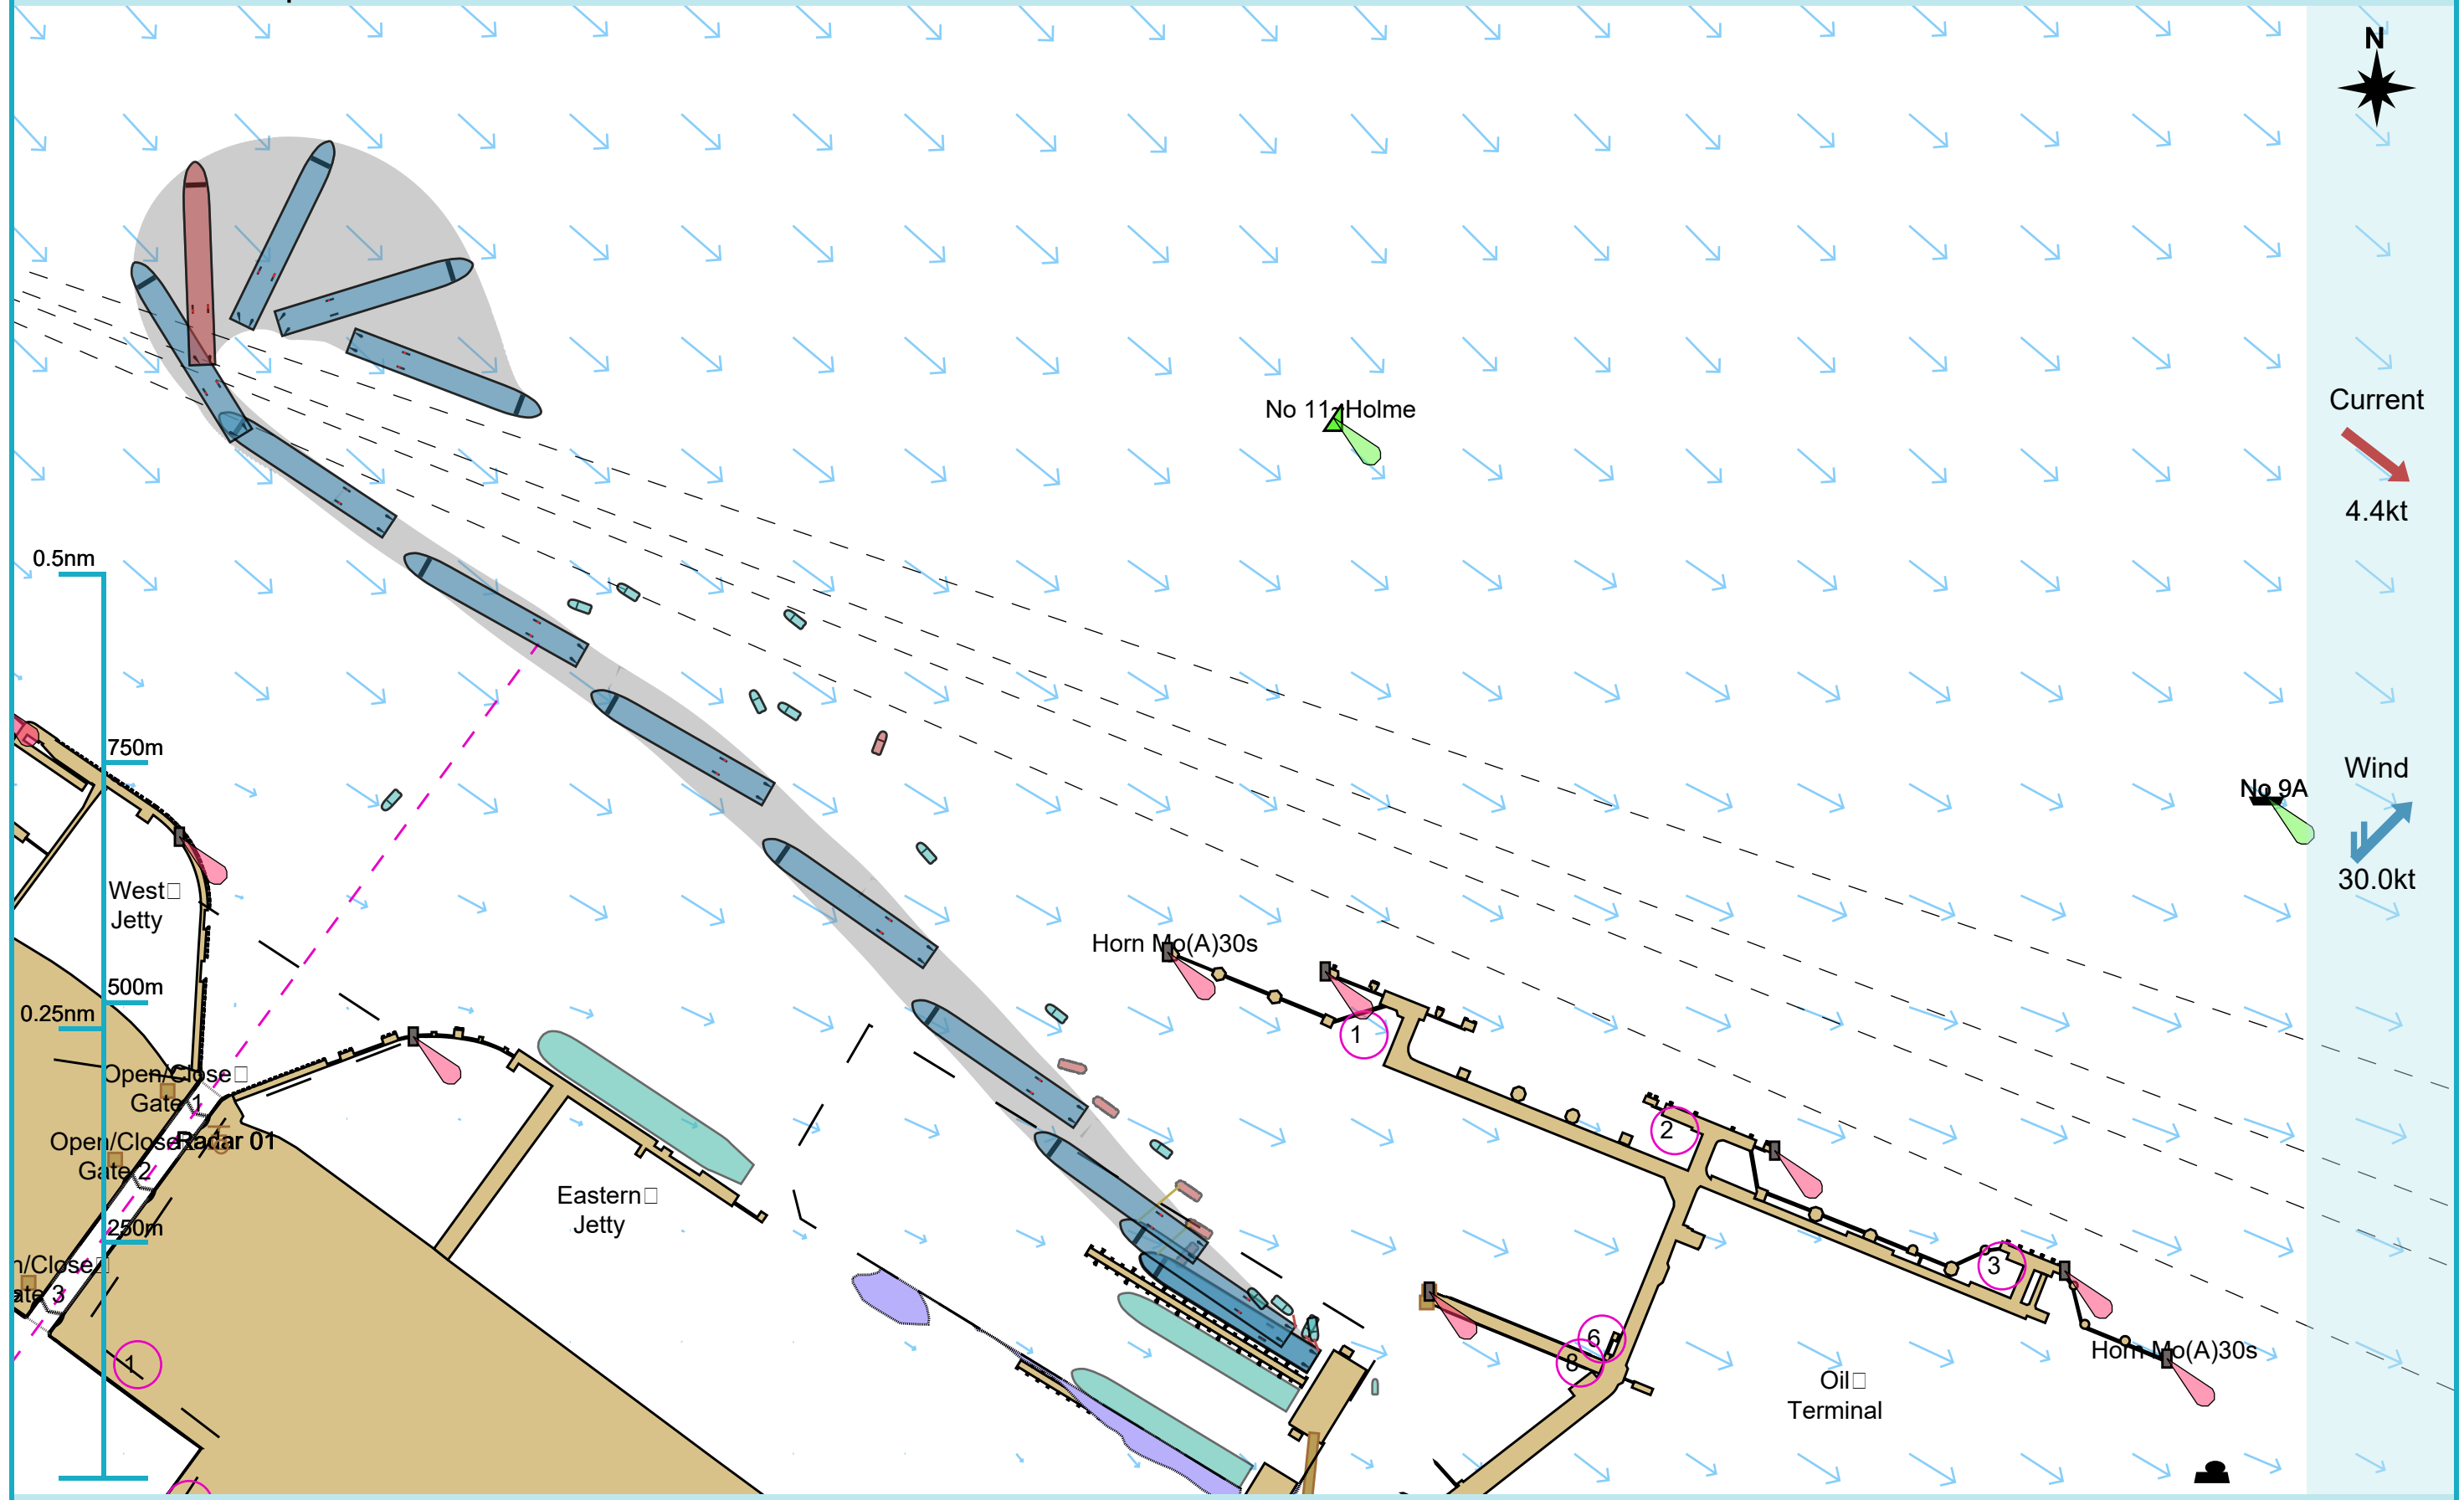 N
No 11a Holme
Current
4.4kt
0.5nm
750m
No 9A
Wind
30.0kt
West
Jetty
Horn Mo(A)30s
500m
0.25nm
1
Open/Close
Gate 1
Open/Close
Radar 01
Gate 2
2
Eastern
Jetty
250m
n/Close
ate 3
3
1
6
8
Horn Mo(A)30s
Oil
Terminal